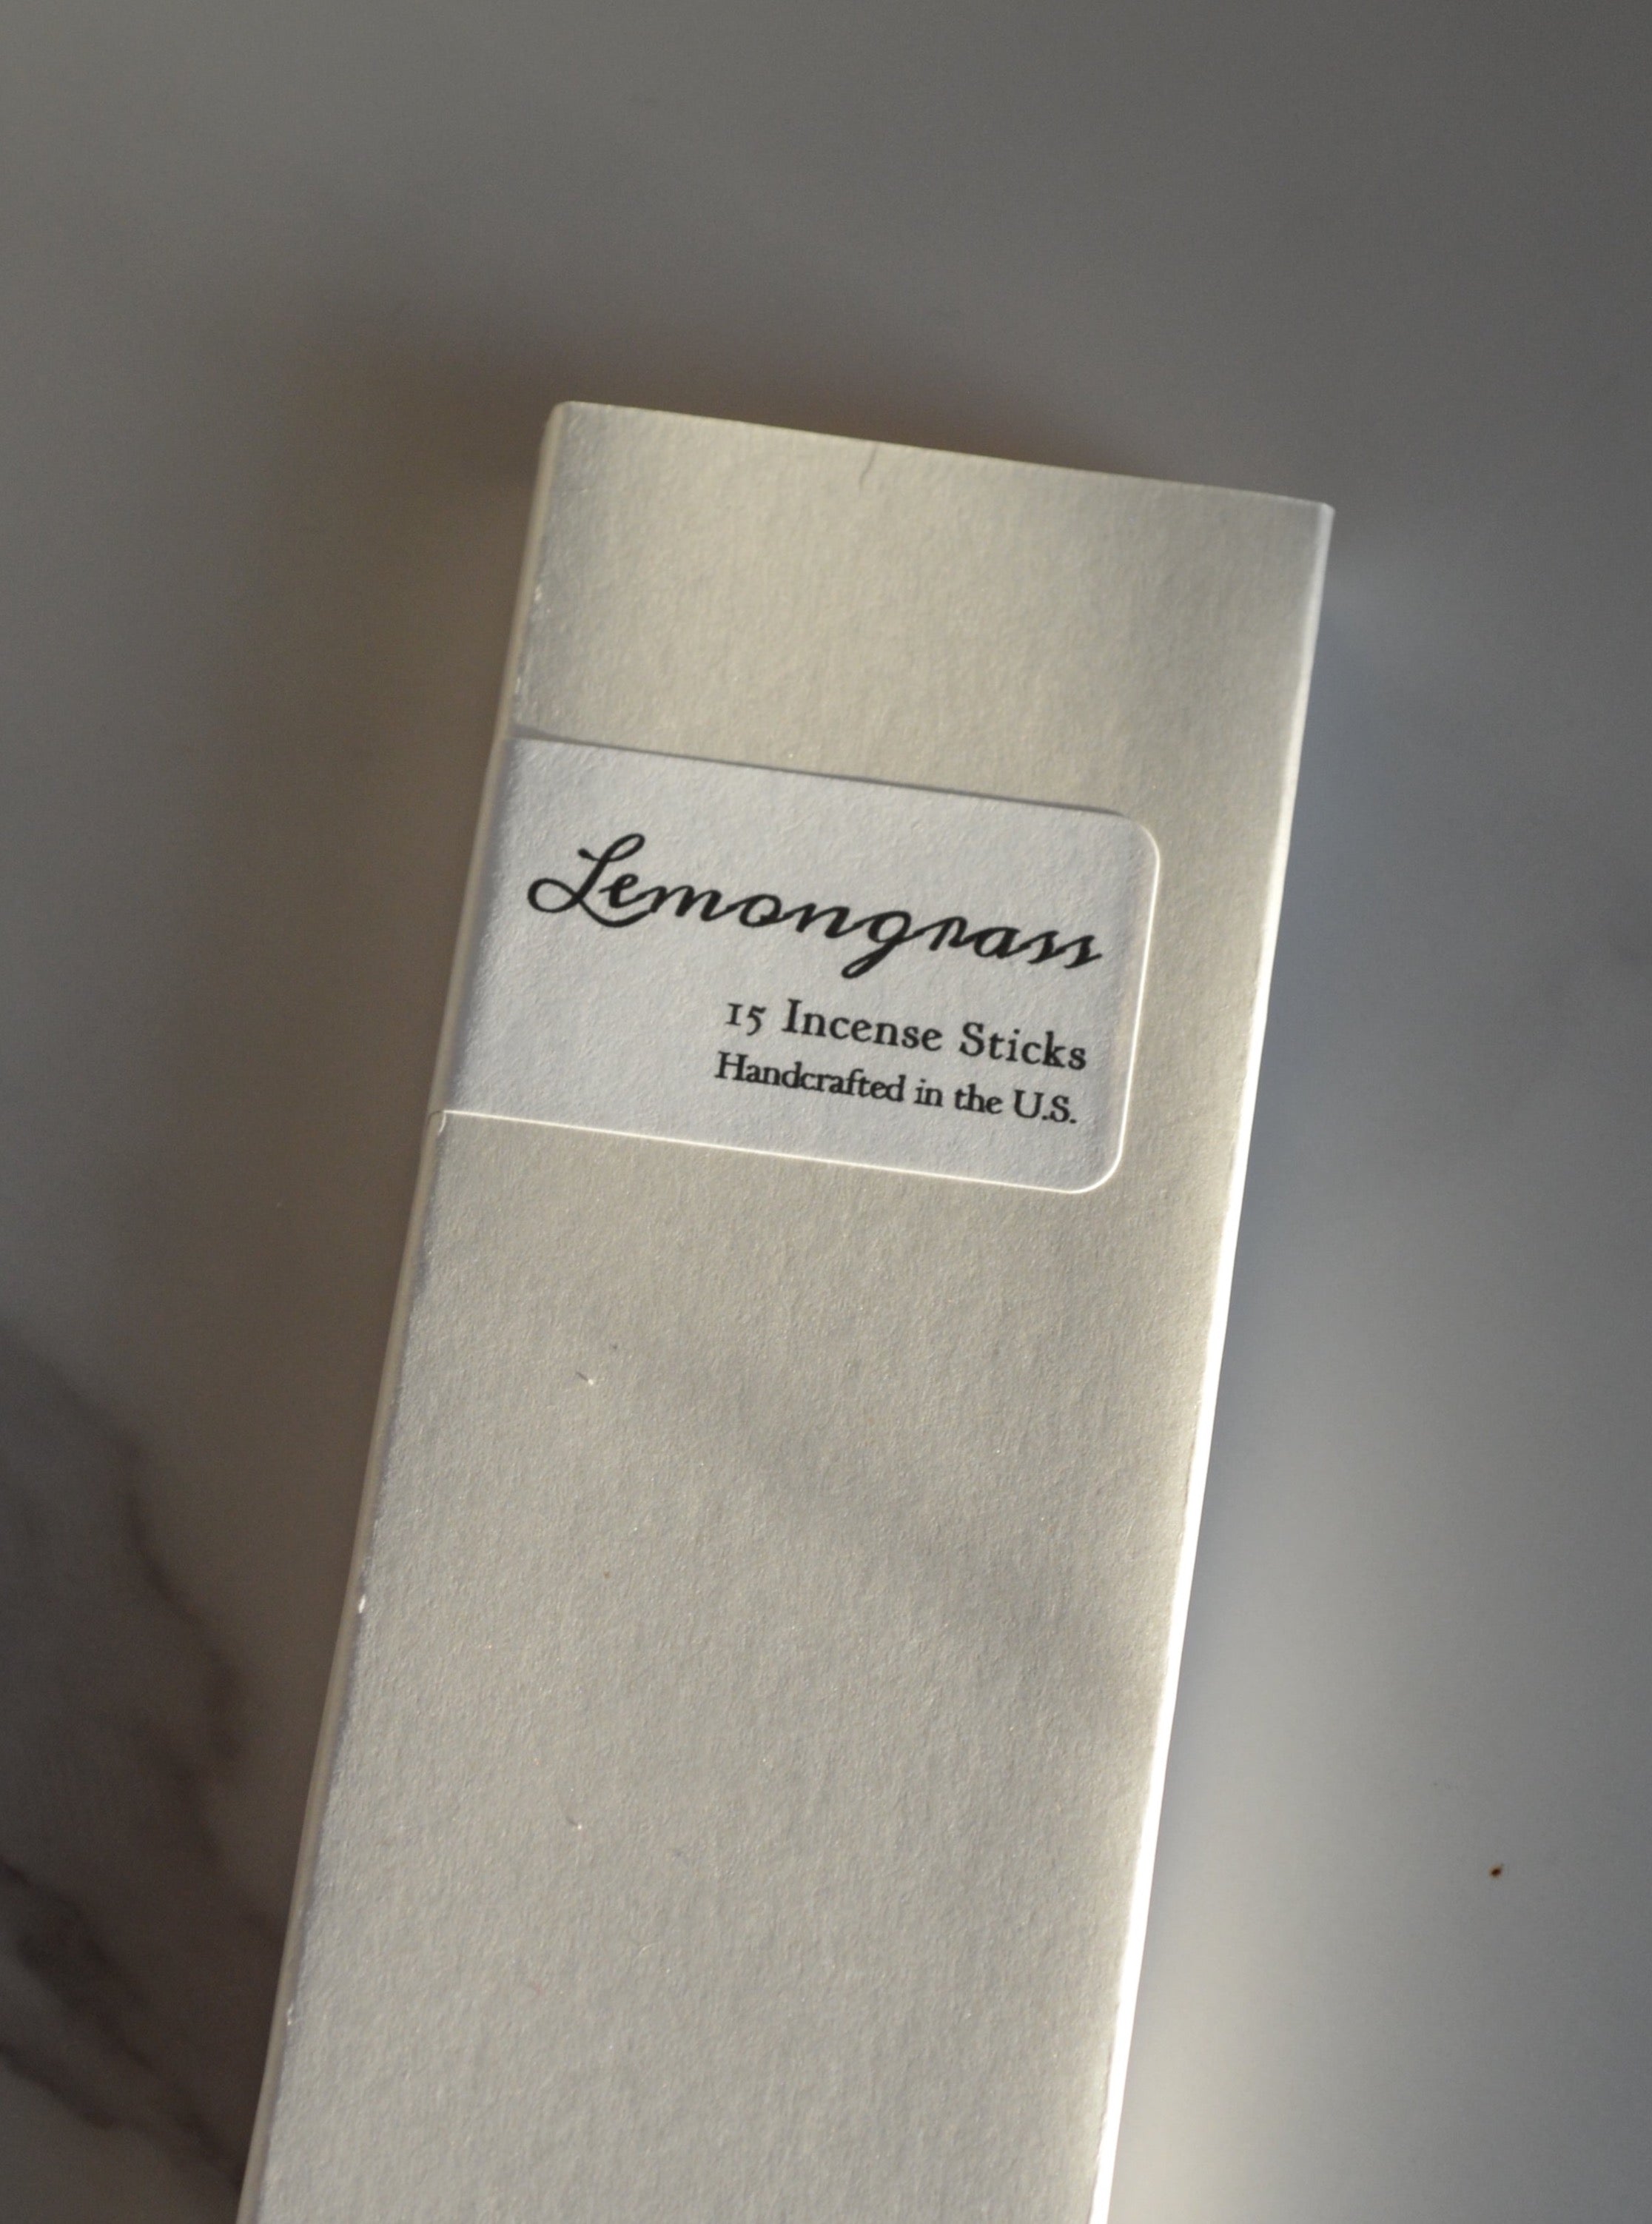 Lemongrass
15 Incense Sticks
Handcrafted in the U.S.